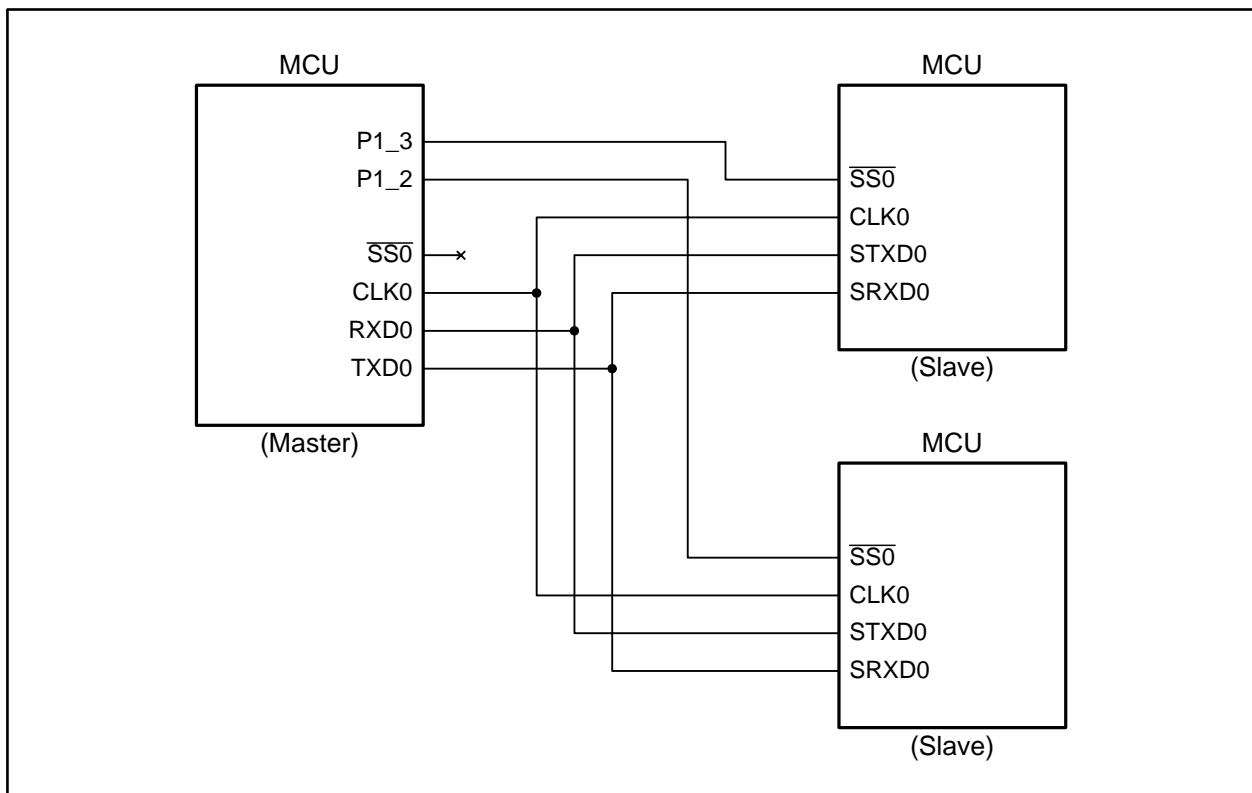 MCU
P1_3
P1_2
SS0
CLK0
RXD0
TXD0
(Master)
MCU
SS0
CLK0
STXD0
SRXD0
(Slave)
MCU
SS0
CLK0
STXD0
SRXD0
(Slave)